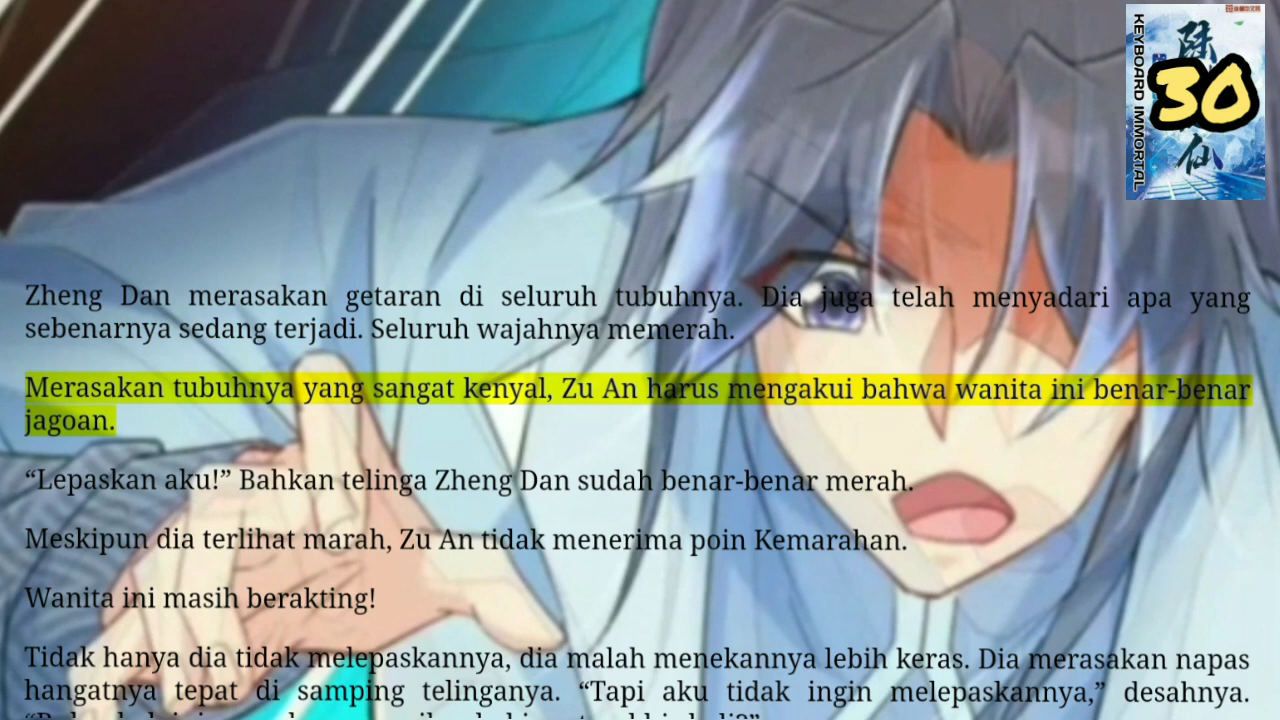 KEYBOARD IMMORTAL
30
仙
Zheng Dan merasakan getaran di seluruh tubuhnya. Dia juga telah menyadari apa yang
sebenarnya sedang terjadi. Seluruh wajahnya memerah.
Merasakan tubuhnya yang sangat kenyal, Zu An harus mengakui bahwa wanita ini benar-benar
jagoan.
“Lepaskan aku!” Bahkan telinga Zheng Dan sudah benar-benar merah.
Meskipun dia terlihat marah, Zu An tidak menerima poin Kemarahan.
Wanita ini masih berakting!
Tidak hanya dia tidak melepaskannya, dia malah menekannya lebih keras. Dia merasakan napas
hangatnya tepat di samping telinganya. “Tapi aku tidak ingin melepaskannya,” desahnya.